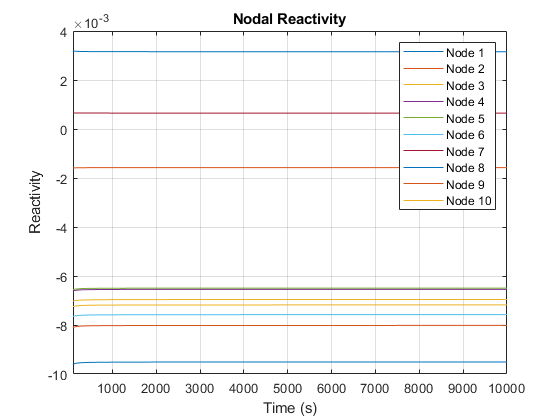 Nodal Reactivity
×10-3
4
2
0
-2
-4
-6
-8
-10
Reactivity
1000 2000 3000 4000 5000 6000 7000 8000 9000 10000
Time (s)
Node 1
Node 2
Node 3
Node 4
Node 5
Node 6
Node 7
Node 8
Node 9
Node 10